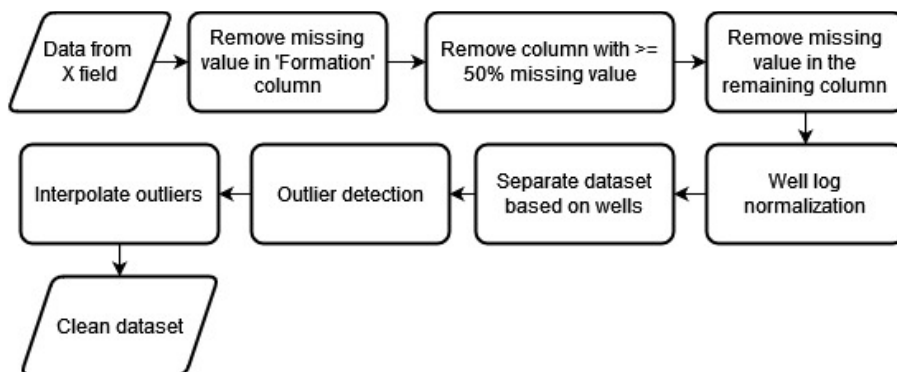 Data from
X field
Remove missing
value in 'Formation'
column
Remove column with >=
50% missing value
Remove missing
value in the
remaining column
Well log
normalization
Separate dataset
based on wells
Outlier detection
Interpolate outliers
Clean dataset